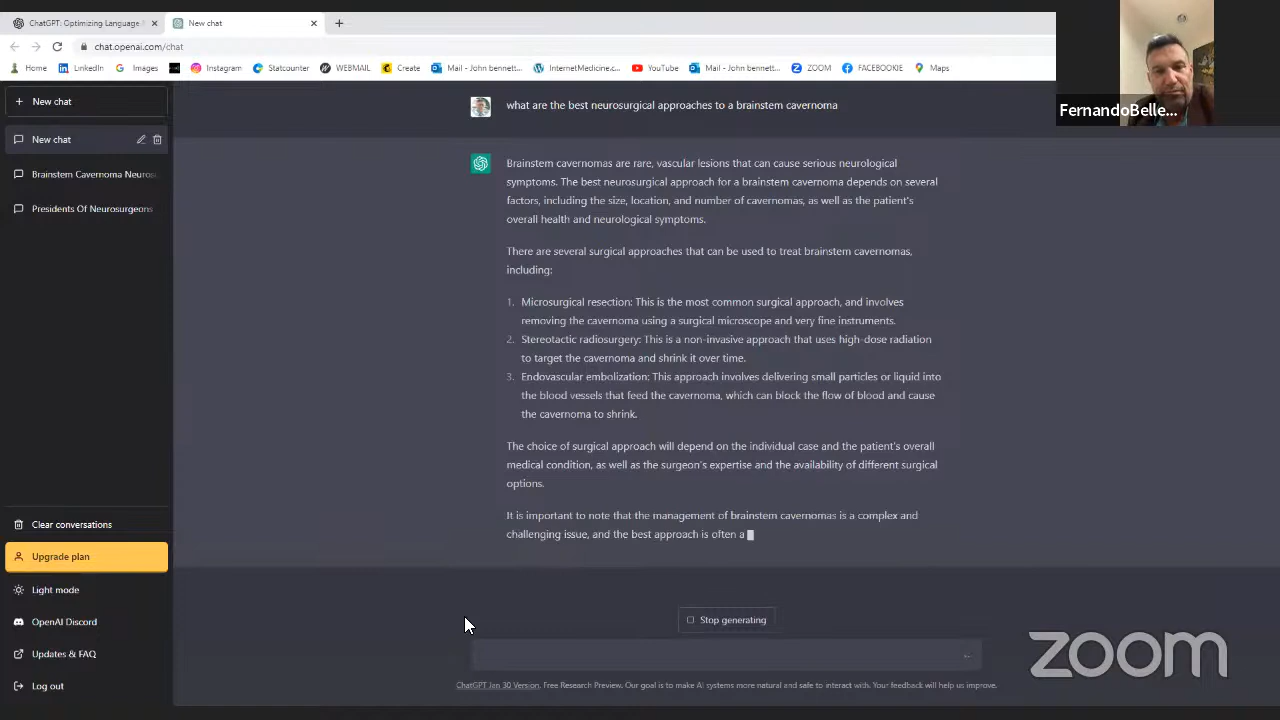 ChatGPT: Optimizing Language
New chat
chat.openai.com/chat
Home LinkedIn Images Instagram Statcounter WEBMAIL Create Mail - John bennett... InternetMedicine.c... YouTube Mail - John bennett... ZOOM FACEBOOKIE Maps
FernandoBelle...
New chat
New chat
Brainstem Cavernoma Neuros
Presidents Of Neurosurgeons
Clear conversations
Upgrade plan
Light mode
OpenAI Discord
Updates & FAQ
Log out
what are the best neurosurgical approaches to a brainstem cavernoma
Brainstem cavernomas are rare, vascular lesions that can cause serious neurological
symptoms. The best neurosurgical approach for a brainstem cavernoma depends on several
factors, including the size, location, and number of cavernomas, as well as the patient's
overall health and neurological symptoms.
There are several surgical approaches that can be used to treat brainstem cavernomas,
including:
1. Microsurgical resection: This is the most common surgical approach, and involves
removing the cavernoma using a surgical microscope and very fine instruments.
2. Stereotactic radiosurgery: This is a non-invasive approach that uses high-dose radiation
to target the cavernoma and shrink it over time.
3. Endovascular embolization: This approach involves delivering small particles or liquid into
the blood vessels that feed the cavernoma, which can block the flow of blood and cause
the cavernoma to shrink.
The choice of surgical approach will depend on the individual case and the patient's overall
medical condition, as well as the surgeon's expertise and the availability of different surgical
options.
It is important to note that the management of brainstem cavernomas is a complex and
challenging issue, and the best approach is often a
Stop generating
ChatGPT Jan 30 Version. Free Research Preview. Our goal is to make AI systems more natural and safe to interact with. Your feedback will help us improve.
zoom